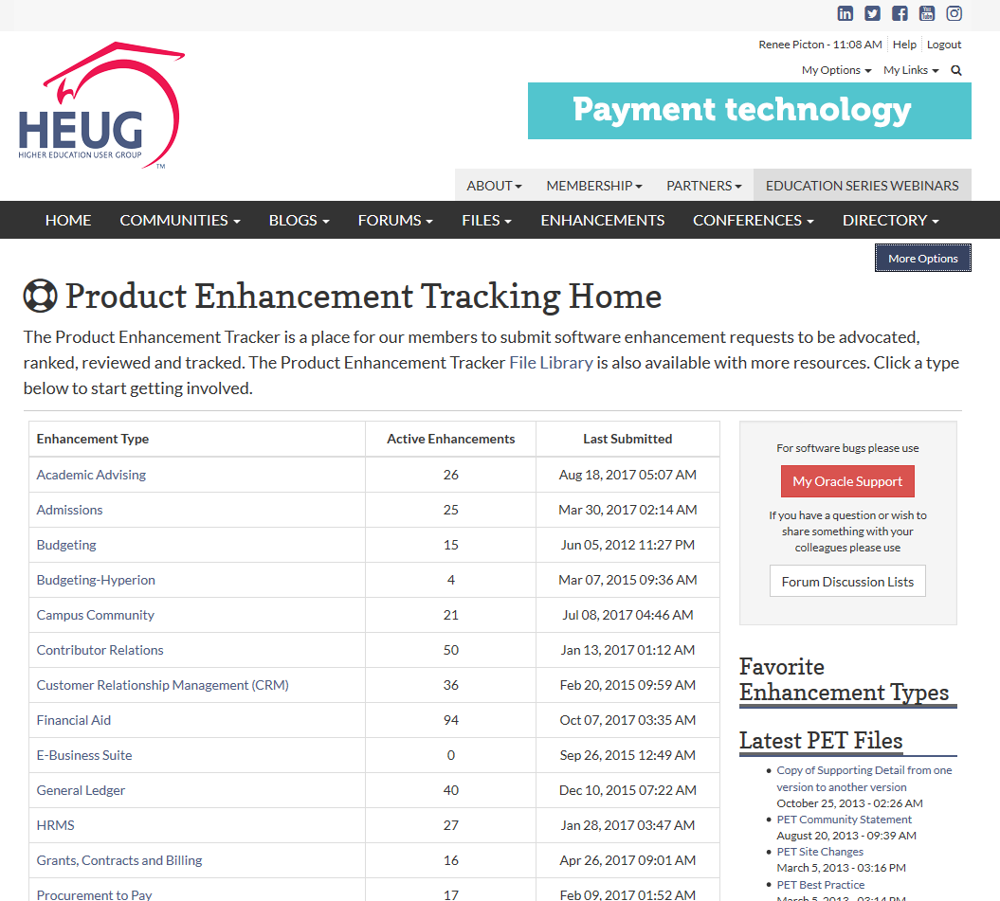 Renee Picton - 11:08 AM Help Logout
My Options My Links
HEUG
HIGHER EDUCATION USER GROUP
TM
Payment technology
ABOUT MEMBERSHIP PARTNERS EDUCATION SERIES WEBINARS
HOME COMMUNITIES BLOGS FORUMS FILES ENHANCEMENTS CONFERENCES DIRECTORY
More Options
Product Enhancement Tracking Home
The Product Enhancement Tracker is a place for our members to submit software enhancement requests to be advocated,
ranked, reviewed and tracked. The Product Enhancement Tracker File Library is also available with more resources. Click a type
below to start getting involved.
Enhancement Type Active Enhancements Last Submitted
Academic Advising 26 Aug 18, 2017 05:07 AM
Admissions 25 Mar 30, 2017 02:14 AM
Budgeting 15 Jun 05, 2012 11:27 PM
Budgeting-Hyperion 4 Mar 07, 2015 09:36 AM
Campus Community 21 Jul 08, 2017 04:46 AM
Contributor Relations 50 Jan 13, 2017 01:12 AM
Customer Relationship Management (CRM) 36 Feb 20, 2015 09:59 AM
Financial Aid 94 Oct 07, 2017 03:35 AM
E-Business Suite 0 Sep 26, 2015 12:49 AM
General Ledger 40 Dec 10, 2015 07:22 AM
HRMS 27 Jan 28, 2017 03:47 AM
Grants, Contracts and Billing 16 Apr 26, 2017 09:01 AM
Procurement to Pay 17 Feb 09, 2017 01:52 AM
For software bugs please use
My Oracle Support
If you have a question or wish to
share something with your
colleagues please use
Forum Discussion Lists
Favorite
Enhancement Types
Latest PET Files
Copy of Supporting Detail from one
version to another version
October 25, 2013 - 02:26 AM
PET Community Statement
August 20, 2013 - 09:39 AM
PET Site Changes
March 5, 2013 - 03:16 PM
PET Best Practice
March 5, 2013 - 03:14 PM